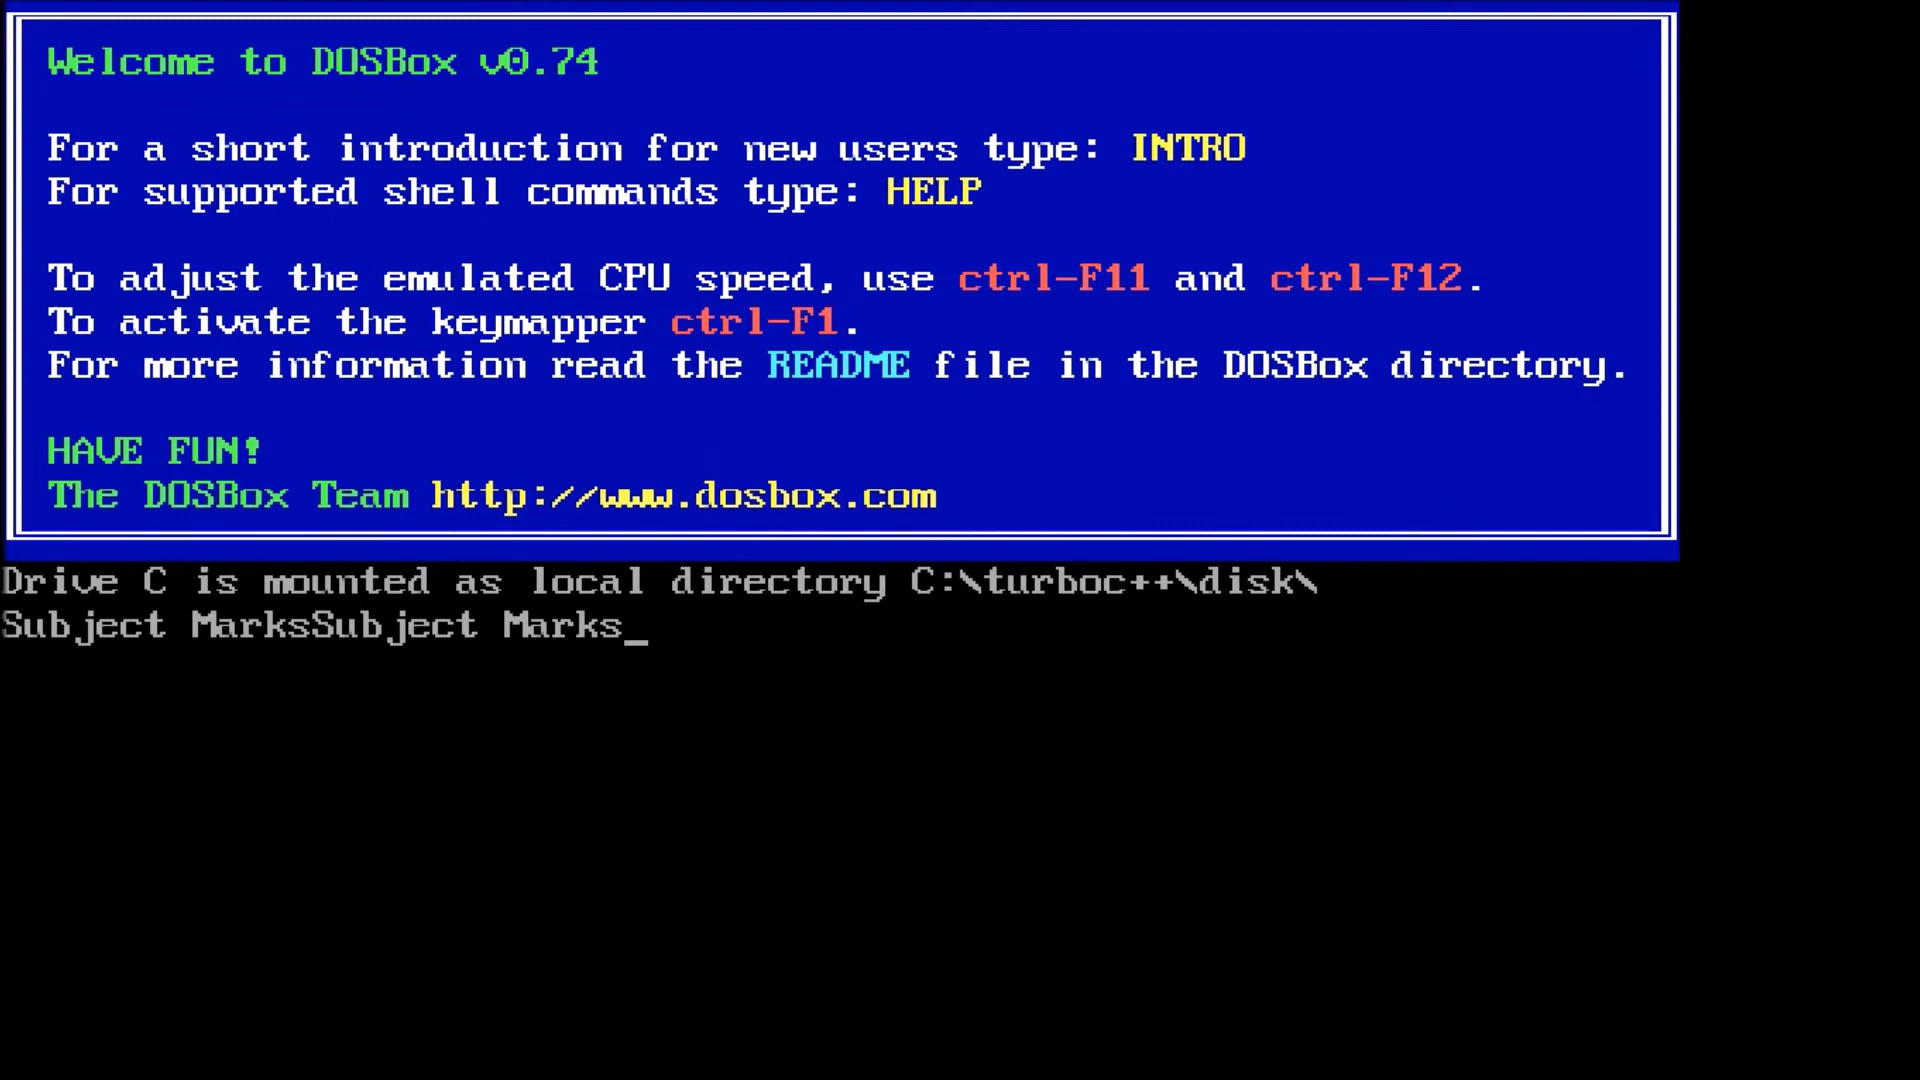 Welcome to DOSBox v0.74
For a short introduction for new users type: INTRO
For supported shell commands type: HELP
To adjust the emulated CPU speed, use ctrl-F11 and ctrl-F12.
To activate the keymapper ctrl-F1.
For more information read the README file in the DOSBox directory.
HAVE FUN!
The DOSBox Team http://www.dosbox.com
Drive C is mounted as local directory C:\turboc++\disk\
Subject MarksSubject Marks_